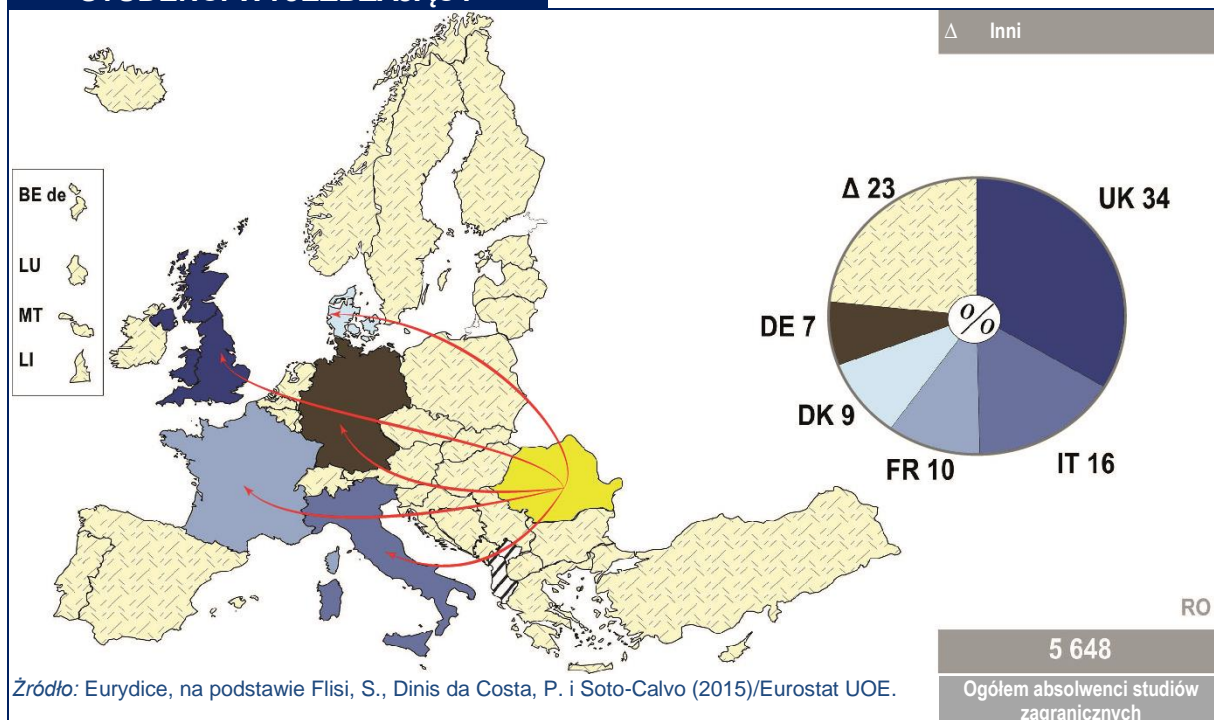 Δ Inni
BE de
LU
MT
LI
Δ 23
UK 34
DE 7
%
DK 9
FR 10
IT 16
RO
5 648
Ogółem absolwenci studiów
zagranicznych
Źródło: Eurydice, na podstawie Flisi, S., Dinis da Costa, P. i Soto-Calvo (2015)/Eurostat UOE.